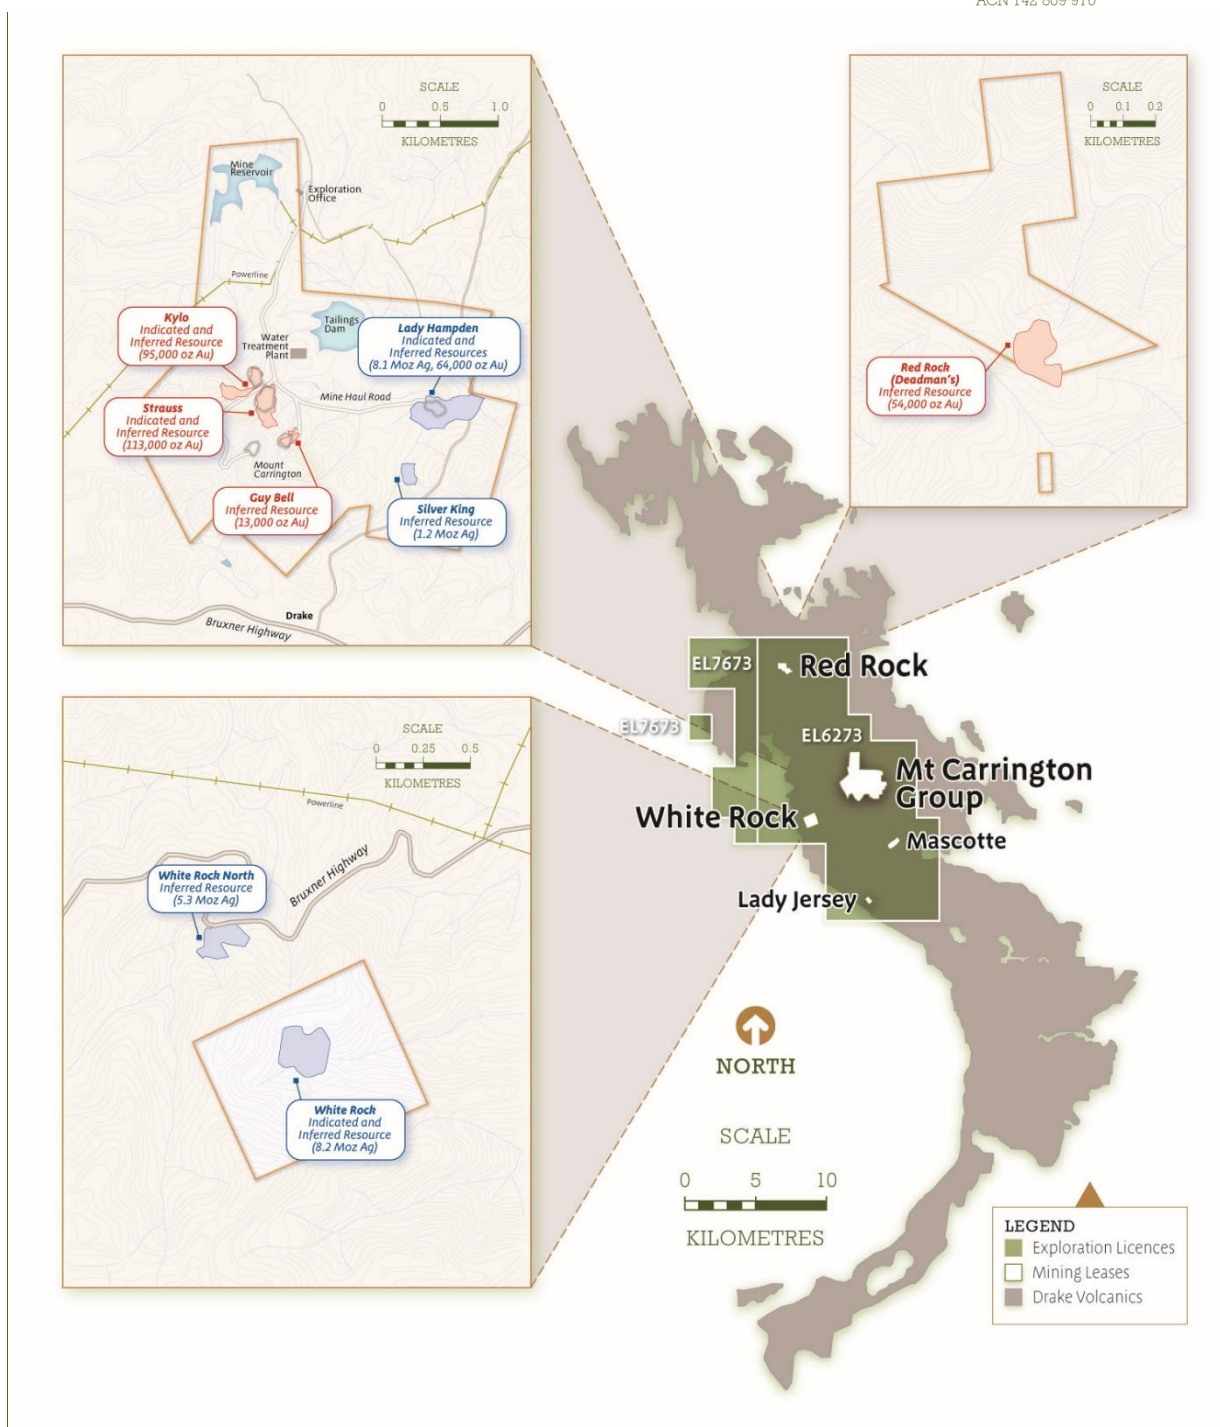 ACN 142 809 970
SCALE
0 0.5 1.0
KILOMETRES
Mine
Reservoir
Exploration
Office
Powerline
Kylo
Indicated and
Inferred Resource
(95,000 oz Au)
Tailings
Dam
Water
Treatment
Plant
Lady Hampden
Indicated and
Inferred Resources
(8.1 Moz Ag, 64,000 oz Au)
Mine Haul Road
Strauss
Indicated and
Inferred Resource
(113,000 oz Au)
Mount
Carrington
Guy Bell
Inferred Resource
(13,000 oz Au)
Silver King
Inferred Resource
(1.2 Moz Ag)
Drake
Bruxner Highway
SCALE
0 0.1 0.2
KILOMETRES
Red Rock
(Deadman's)
Inferred Resource
(54,000 oz Au)
SCALE
0 0.25 0.5
KILOMETRES
Powerline
Bruxner Highway
White Rock North
Inferred Resource
(5.3 Moz Ag)
White Rock
Indicated and
Inferred Resource
(8.2 Moz Ag)
EL7673
Red Rock
EL7673
EL6273
Mt Carrington
Group
White Rock
Mascotte
Lady Jersey
NORTH
SCALE
0 5 10
KILOMETRES
LEGEND
Exploration Licences
Mining Leases
Drake Volcanics